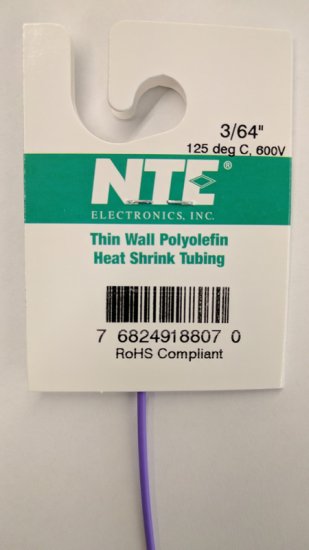 3/64"
125 deg C, 600V
NTE®
ELECTRONICS, INC.
Thin Wall Polyolefin
Heat Shrink Tubing
7 6824918807 0
RoHS Compliant